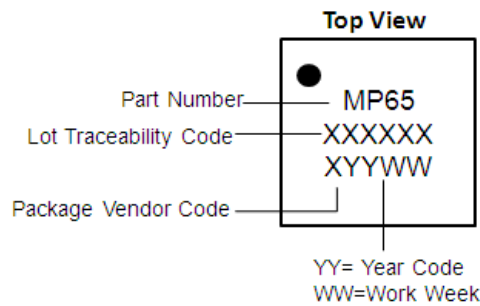 Top View
Part Number
MP65
Lot Traceability Code
XXXXXX
XYYWW
Package Vendor Code
YY= Year Code
WW=Work Week